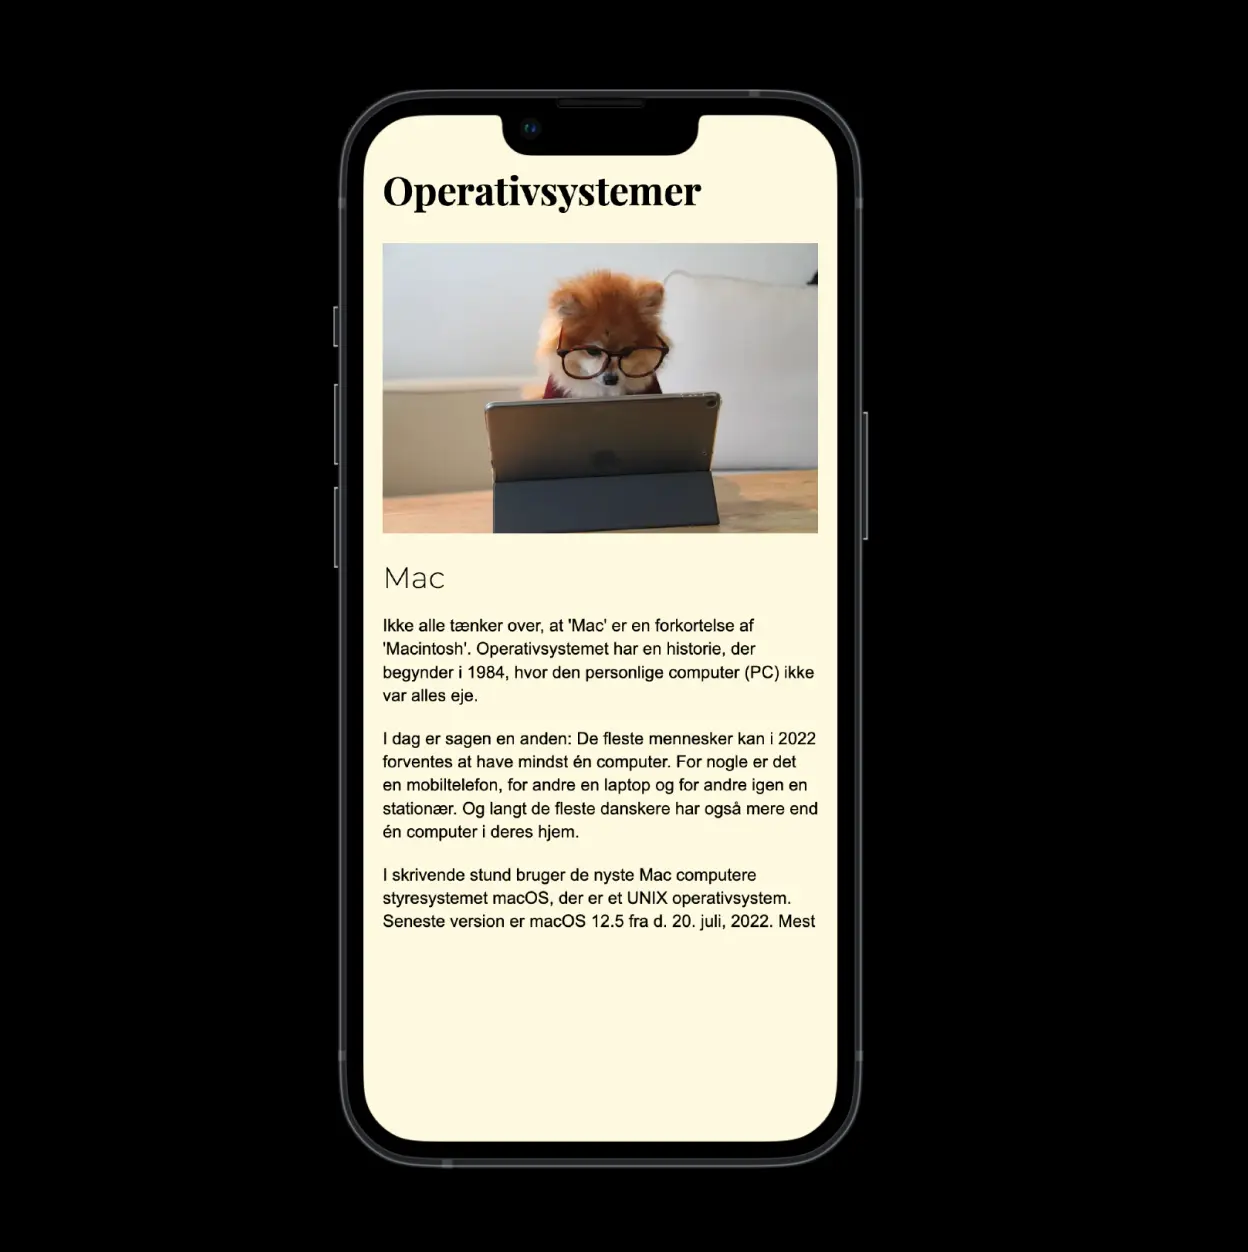 Operativsystemer
Mac
Ikke alle tænker over, at 'Mac' er en forkortelse af
'Macintosh'. Operativsystemet har en historie, der
begynder i 1984, hvor den personlige computer (PC) ikke
var alles eje.
I dag er sagen en anden: De fleste mennesker kan i 2022
forventes at have mindst én computer. For nogle er det
en mobiltelefon, for andre en laptop og for andre igen en
stationær. Og langt de fleste danskere har også mere end
én computer i deres hjem.
I skrivende stund bruger de nyste Mac computere
styresystemet macOS, der er et UNIX operativsystem.
Seneste version er macOS 12.5 fra d. 20. juli, 2022. Mest